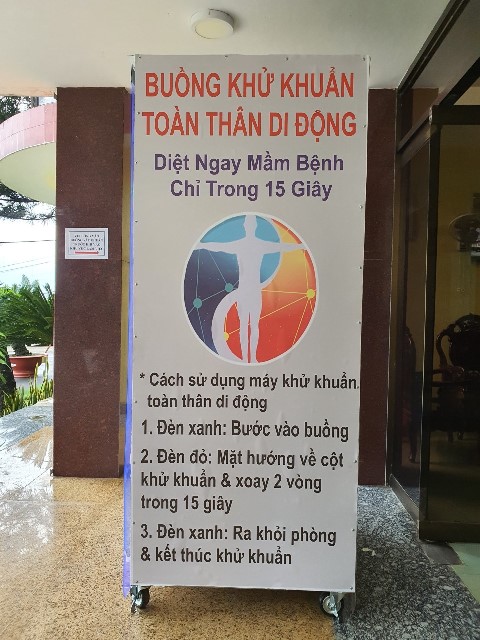 BUỒNG KHỬ KHUẨN
TOÀN THÂN DI ĐỘNG
Diệt Ngay Mầm Bệnh
Chỉ Trong 15 Giây
* Cách sử dụng máy khử khuẩn
toàn thân di động
1. Đèn xanh: Bước vào buồng
2. Đèn đỏ: Mặt hướng về cột
khử khuẩn & xoay 2 vòng
trong 15 giây
3. Đèn xanh: Ra khỏi phòng
& kết thúc khử khuẩn